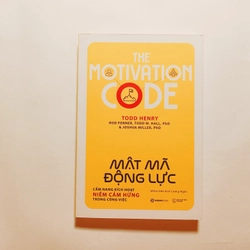 THE
MOTIVATION
CODE
TODD HENRY
ROD PENNER, TODD W. HALL, PhD
& JOSHUA MILLER, PhD
MẬT MÃ
ĐỘNG LỰC
CẨM NANG KÍCH HOẠT
NIỀM CẢM HỨNG
TRONG CÔNG VIỆC